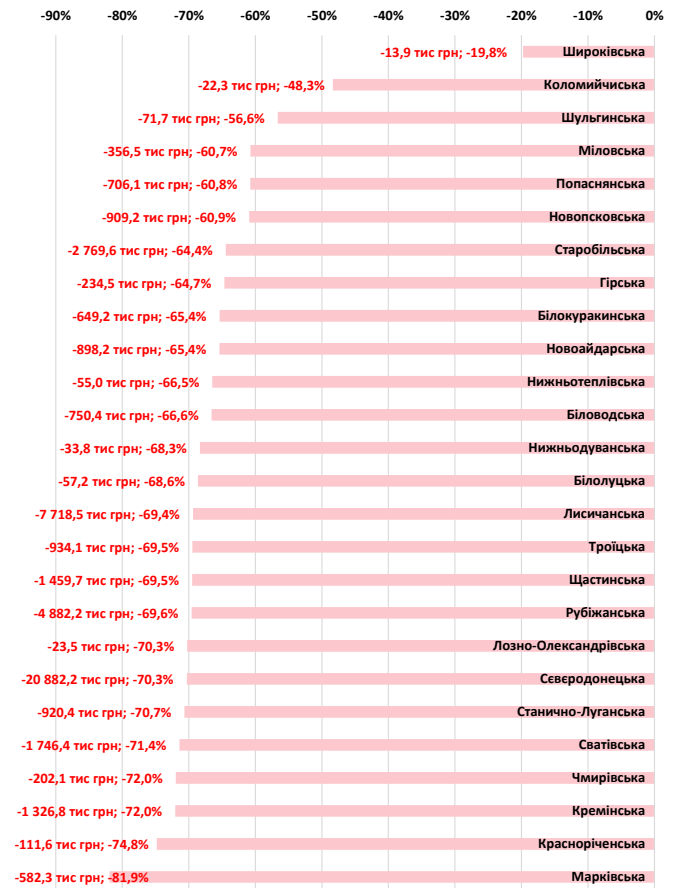 -90% -80% -70% -60% -50% -40% -30% -20% -10% 0%
-13,9 тис грн; -19,8% Широківська
-22,3 тис грн; -48,3% Коломийчиська
-71,7 тис грн; -56,6% Шульгинська
-356,5 тис грн; -60,7% Міловська
-706,1 тис грн; -60,8% Попаснянська
-909,2 тис грн; -60,9% Новопсковська
-2 769,6 тис грн; -64,4% Старобільська
-234,5 тис грн; -64,7% Гірська
-649,2 тис грн; -65,4% Білокуракинська
-898,2 тис грн; -65,4% Новоайдарська
-55,0 тис грн; -66,5% Нижньотеплівська
-750,4 тис грн; -66,6% Біловодська
-33,8 тис грн; -68,3% Нижньодуванська
-57,2 тис грн; -68,6% Білолуцька
-7 718,5 тис грн; -69,4% Лисичанська
-934,1 тис грн; -69,5% Троїцька
-1 459,7 тис грн; -69,5% Щастинська
-4 882,2 тис грн; -69,6% Рубіжанська
-23,5 тис грн; -70,3% Лозно-Олександрівська
-20 882,2 тис грн; -70,3% Сєвєродонецька
-920,4 тис грн; -70,7% Станично-Луганська
-1 746,4 тис грн; -71,4% Сватівська
-202,1 тис грн; -72,0% Чмирівська
-1 326,8 тис грн; -72,0% Кремінська
-111,6 тис грн; -74,8% Красноріченська
-582,3 тис грн; -81,9% Марківська